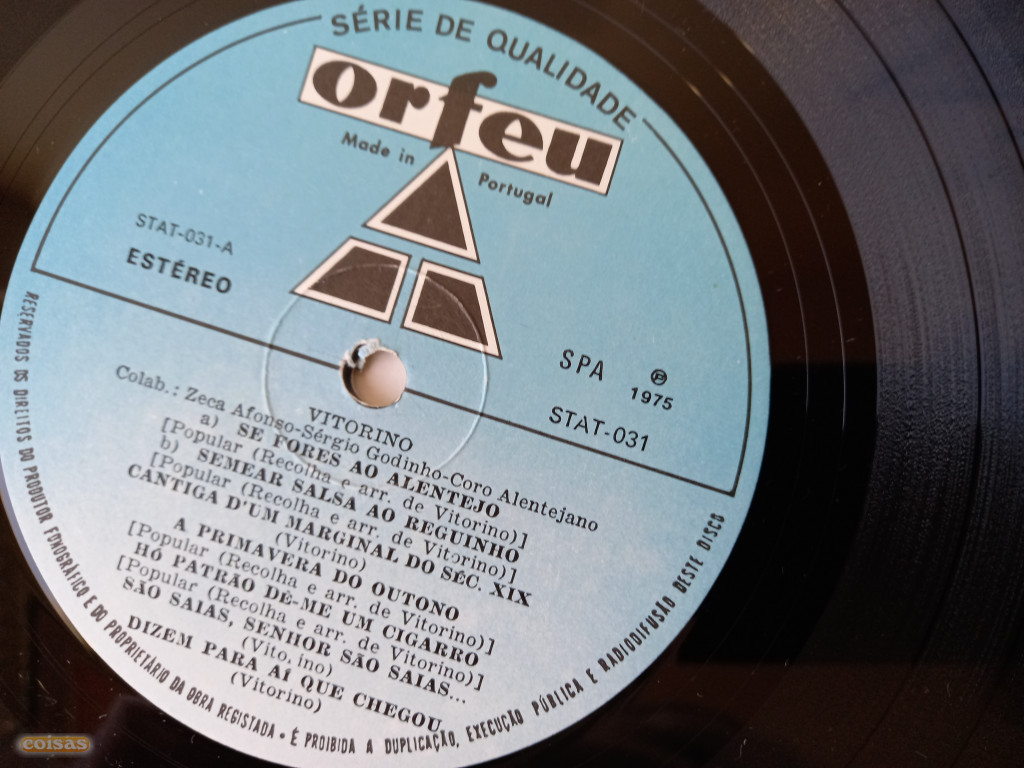 SÉRIE DE QUALIDADE
orfeu
Made in Portugal
STAT-031-A
ESTÉREO
SPA
℗
1975
STAT-031
VITORINO
Colab.: Zeca Afonso-Sérgio Godinho-Coro Alentejano
a) SE FORES AO ALENTEJO
[Popular (Recolha e arr. de Vitorino)]
b) SEMEAR SALSA AO REGUINHO
[Popular (Recolha e arr. de Vitorino)]
CANTIGA D'UM MARGINAL DO SÉC. XIX
(Vitorino)
A PRIMAVERA DO OUTONO
[Popular (Recolha e arr. de Vitorino)]
HÓ PATRÃO DÊ-ME UM CIGARRO
[Popular (Recolha e arr. de Vitorino)]
SÃO SAIAS, SENHOR SÃO SAIAS...
(Vito,ino)
DIZEM PARA AÍ QUE CHEGOU
(Vitorino)
RESERVADOS OS DIREITOS DO PRODUTOR FONOGRÁFICO E DO PROPRIETÁRIO DA OBRA REGISTADA • É PROIBIDA A DUPLICAÇÃO, EXECUÇÃO PÚBLICA E RADIODIFUSÃO DESTE DISCO
coisas